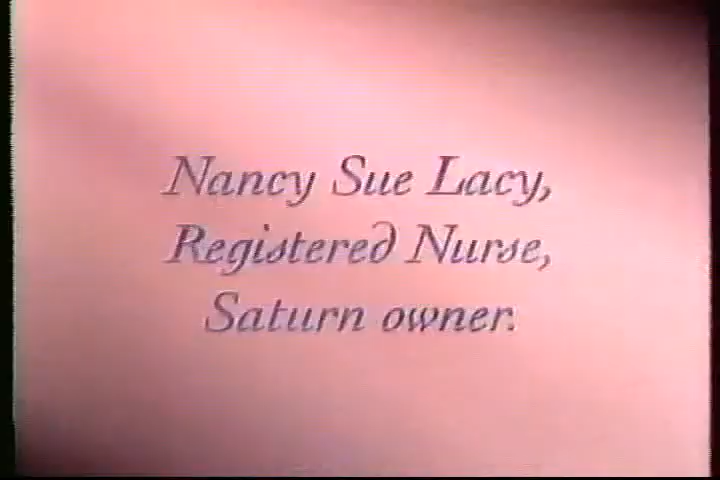 Nancy Sue Lacy,
Registered Nurse,
Saturn owner.